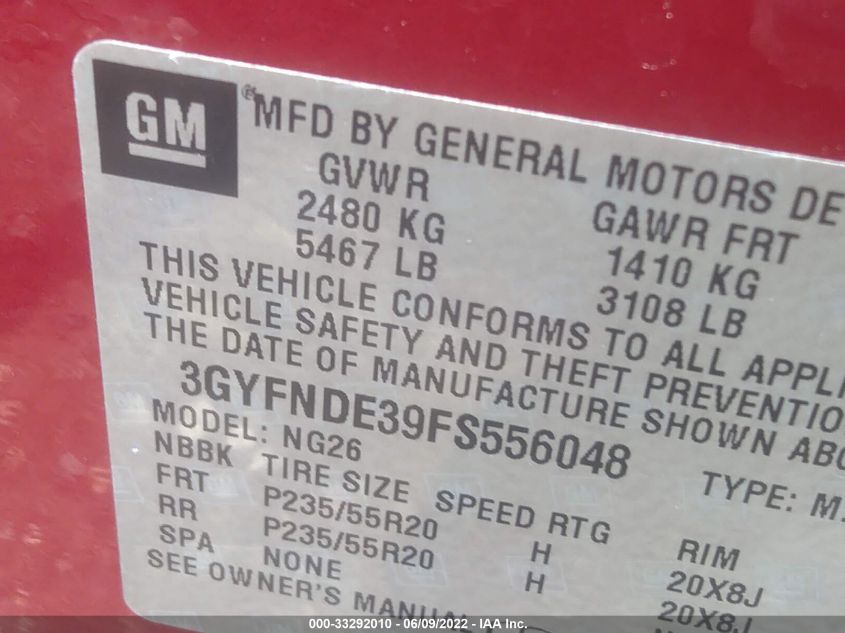 GM
MFD BY GENERAL MOTORS DE
GVWR GAWR FRT
2480 KG 1410 KG
5467 LB 3108 LB
THIS VEHICLE CONFORMS TO ALL APPLI
VEHICLE SAFETY AND THEFT PREVENTIO
THE DATE OF MANUFACTURE SHOWN ABO
3GYFNDE39FS556048 TYPE: M.
MODEL: NG26
NBBK TIRE SIZE SPEED RTG RIM
FRT P235/55R20 H 20X8J
RR P235/55R20 H 20X8J
SPA NONE
SEE OWNER'S MANUAL
000-33292010 - 06/09/2022 - IAA Inc.